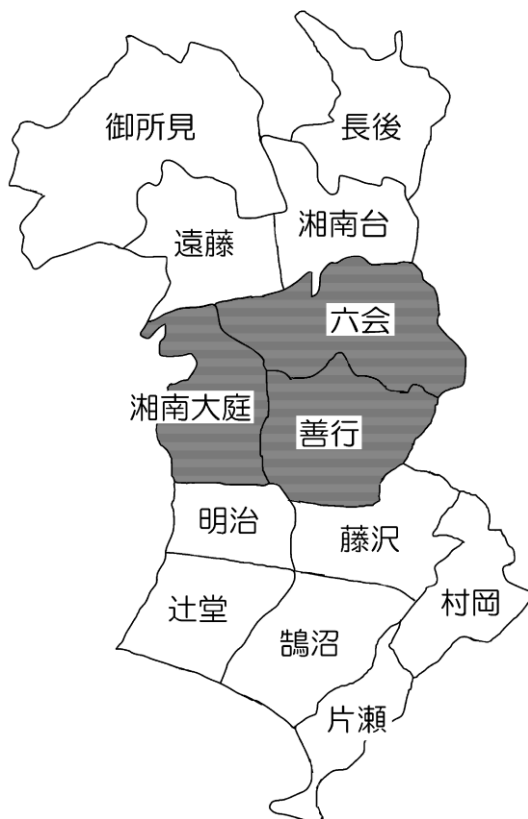 御所見
長後
遠藤
湘南台
六会
湘南大庭
善行
明治
藤沢
辻堂
村岡
鵠沼
片瀬